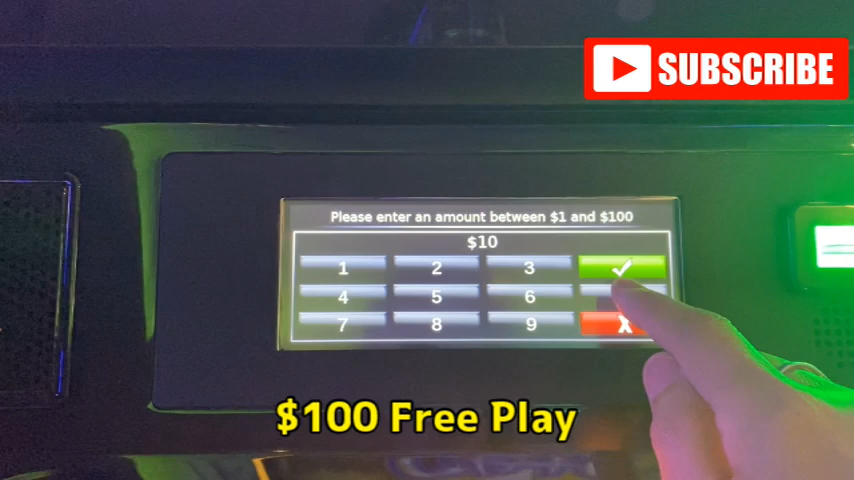 SUBSCRIBE
Please enter an amount between $1 and $100
$10
1 2 3
4 5 6
7 8 9 X
$100 Free Play